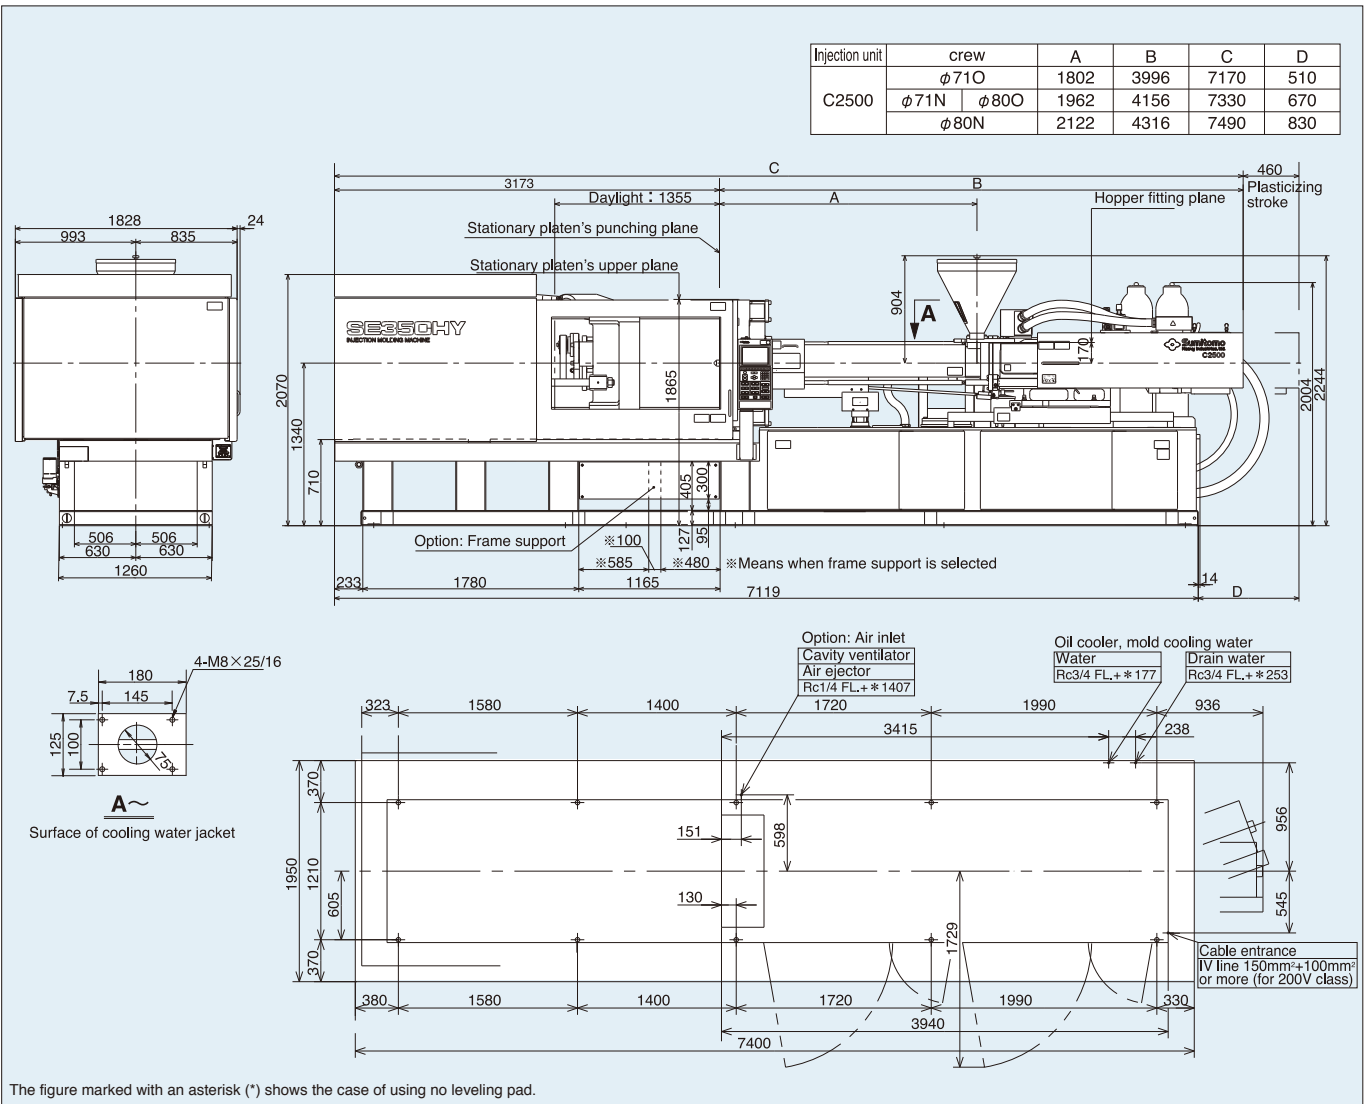 Injection unit crew A B C D
C2500
φ71O 1802 3996 7170 510
φ71N φ80O 1962 4156 7330 670
φ80N 2122 4316 7490 830
C 460
3173 B
Plasticizing
stroke
Daylight：1355 A Hopper fitting plane
Stationary platen's punching plane
Stationary platen's upper plane
1828 24
993 835
904
A
SE350HY
INJECTION MOLDING MACHINE
170
Sumitomo
C2500
2070
1340
710
1865
2004
2244
405
300
127
95
Option: Frame support
※100
※585 ※480 ※Means when frame support is selected
506 506
630 630
1260
233 1780 1165 14
7119 D
4-M8×25/16
180
7.5 145
125
100
75
A～
Surface of cooling water jacket
Option: Air inlet
Cavity ventilator
Air ejector
Rc1/4 FL.+＊1407
Oil cooler, mold cooling water
Water
Rc3/4 FL.+＊177
Drain water
Rc3/4 FL.+＊253
323 1580 1400 1720 1990 936
3415 238
370
1950
1210
605
370
151
598
130
1729
956
545
Cable entrance
IV line 150mm²+100mm²
or more (for 200V class)
380 1580 1400 1720 1990 330
3940
7400
The figure marked with an asterisk (*) shows the case of using no leveling pad.